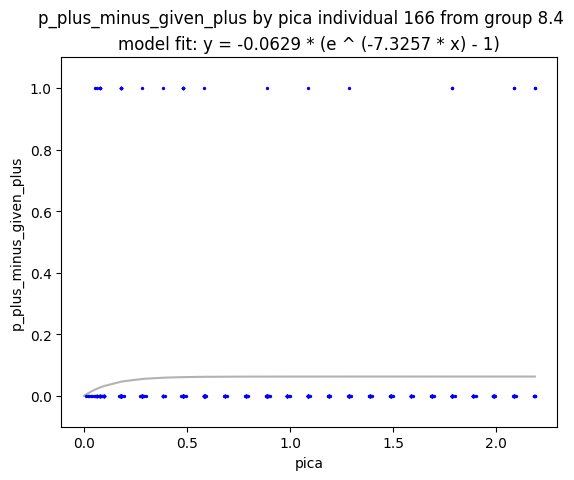 p_plus_minus_given_plus by pica individual 166 from group 8.4
model fit: y = -0.0629 * (e ^ (-7.3257 * x) - 1)
p_plus_minus_given_plus
1.0
0.8
0.6
0.4
0.2
0.0
0.0 0.5 1.0 1.5 2.0
pica